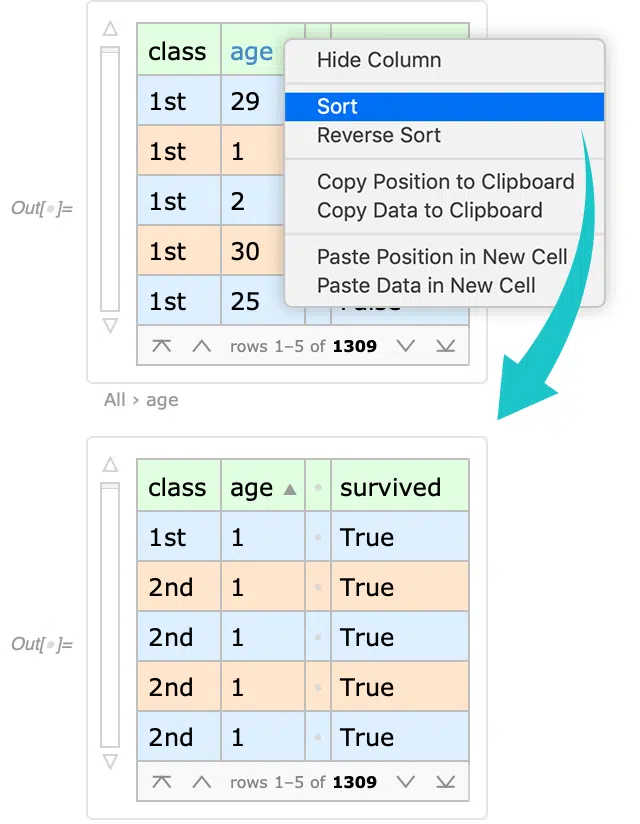 class age
Hide Column
1st 29
Sort
Reverse Sort
1st 1
Copy Position to Clipboard
1st 2
Copy Data to Clipboard
Out[•]=
1st 30
Paste Position in New Cell
Paste Data in New Cell
1st 25 False
rows 1–5 of 1309
All › age
class age ▲ • survived
1st 1 • True
2nd 1 • True
2nd 1 • True
Out[•]=
2nd 1 • True
2nd 1 • True
rows 1–5 of 1309